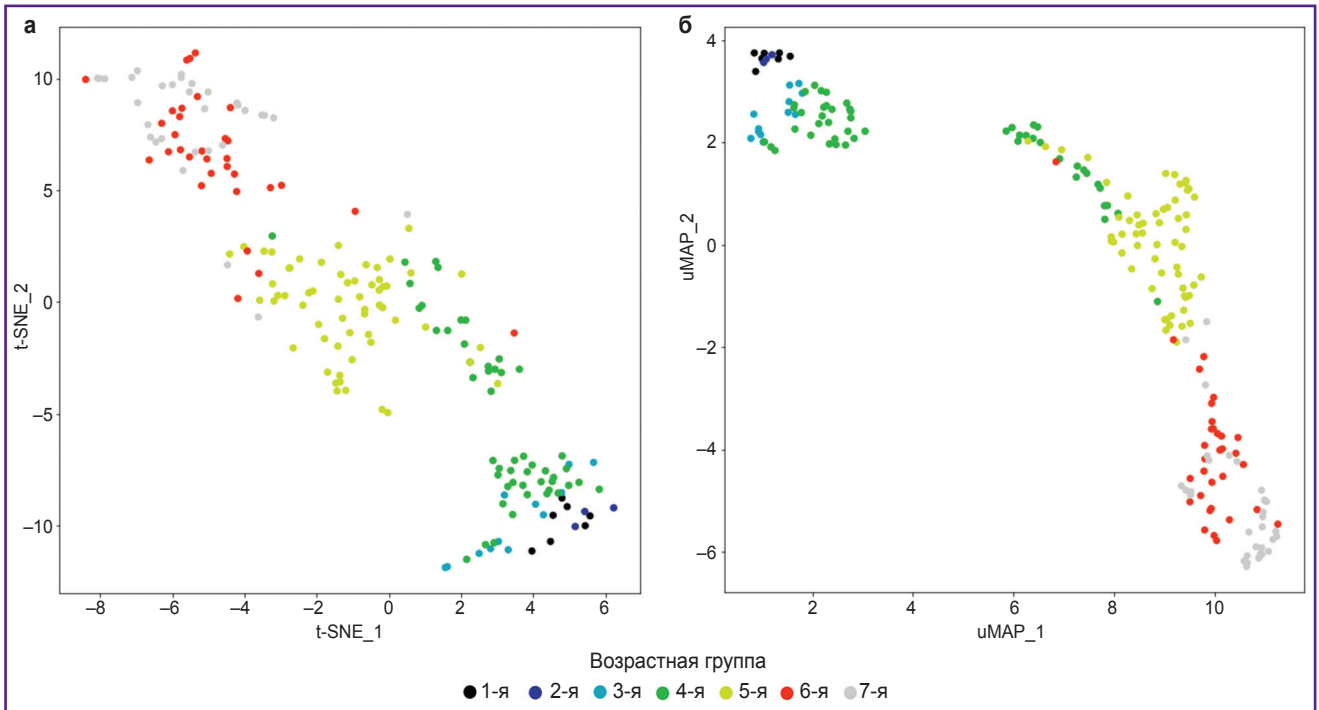 а
10
5
0
–5
–10
t-SNE_2
–8 –6 –4 –2 0 2 4 6
t-SNE_1
б
4
2
0
–2
–4
–6
uMAP_2
2 4 6 8 10
uMAP_1
Возрастная группа
1-я 2-я 3-я 4-я 5-я 6-я 7-я